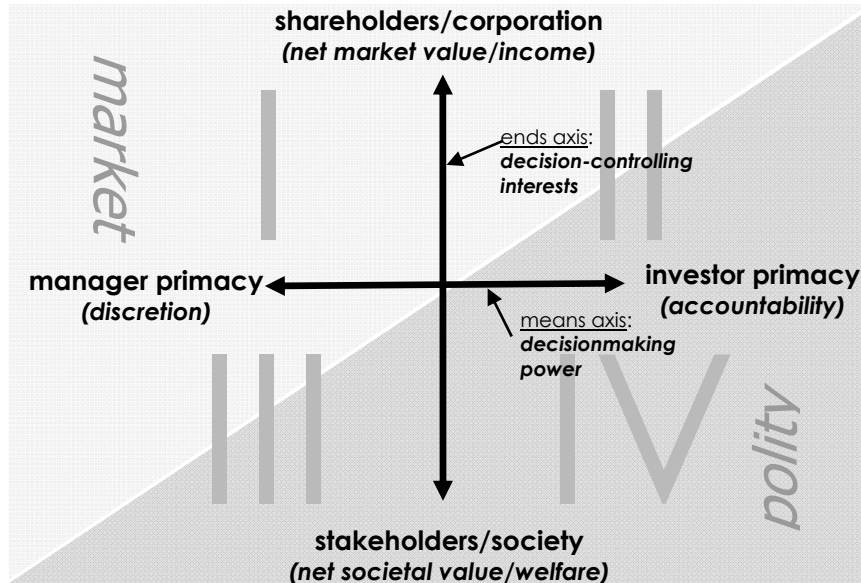 shareholders/corporation
(net market value/income)
market
I
II
ends axis:
decision-controlling
interests
manager primacy
(discretion)
investor primacy
(accountability)
means axis:
decisionmaking
power
III
IV
polity
stakeholders/society
(net societal value/welfare)